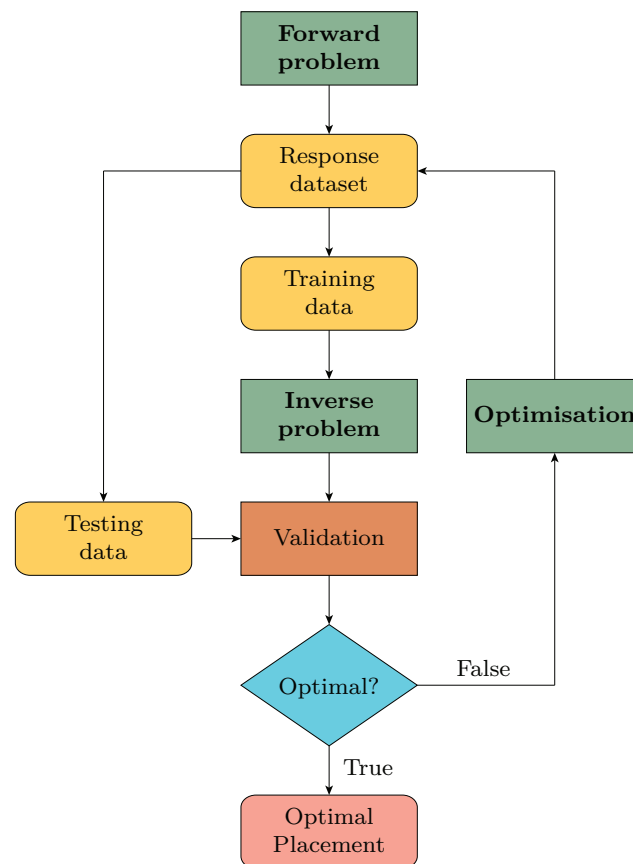 Forward
problem
Response
dataset
Training
data
Inverse
problem
Optimisation
Testing
data
Validation
Optimal?
False
True
Optimal
Placement